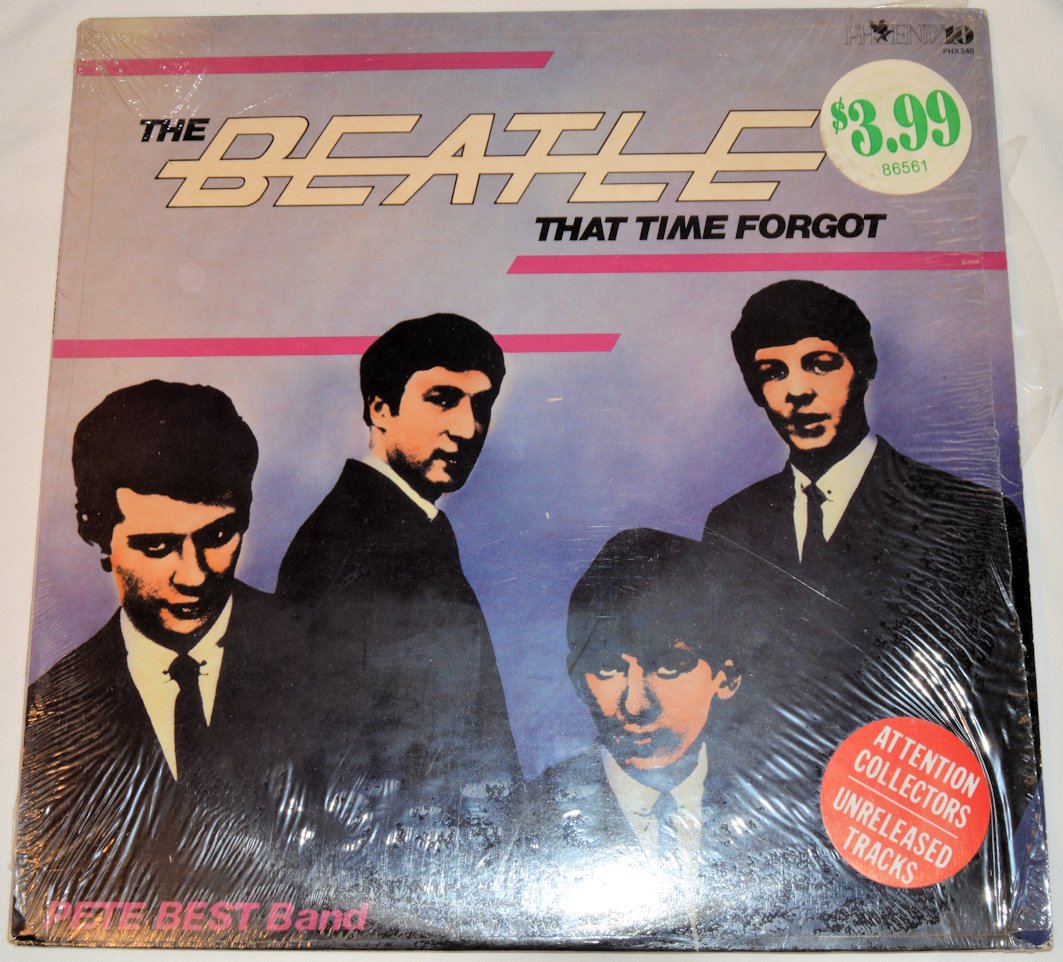 PHOENIX 10
PHX 340
THE BEATLE
THAT TIME FORGOT
$3.99
86561
ATTENTION
COLLECTORS
UNRELEASED
TRACKS
PETE BEST Band